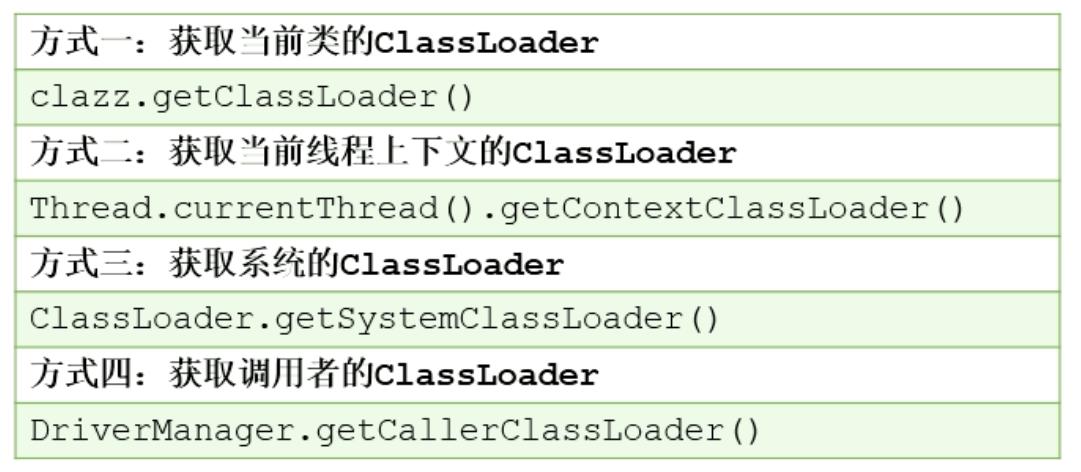 方式一：获取当前类的ClassLoader
clazz.getClassLoader()
方式二：获取当前线程上下文的ClassLoader
Thread.currentThread().getContextClassLoader()
方式三：获取系统的ClassLoader
ClassLoader.getSystemClassLoader()
方式四：获取调用者的ClassLoader
DriverManager.getCallerClassLoader()